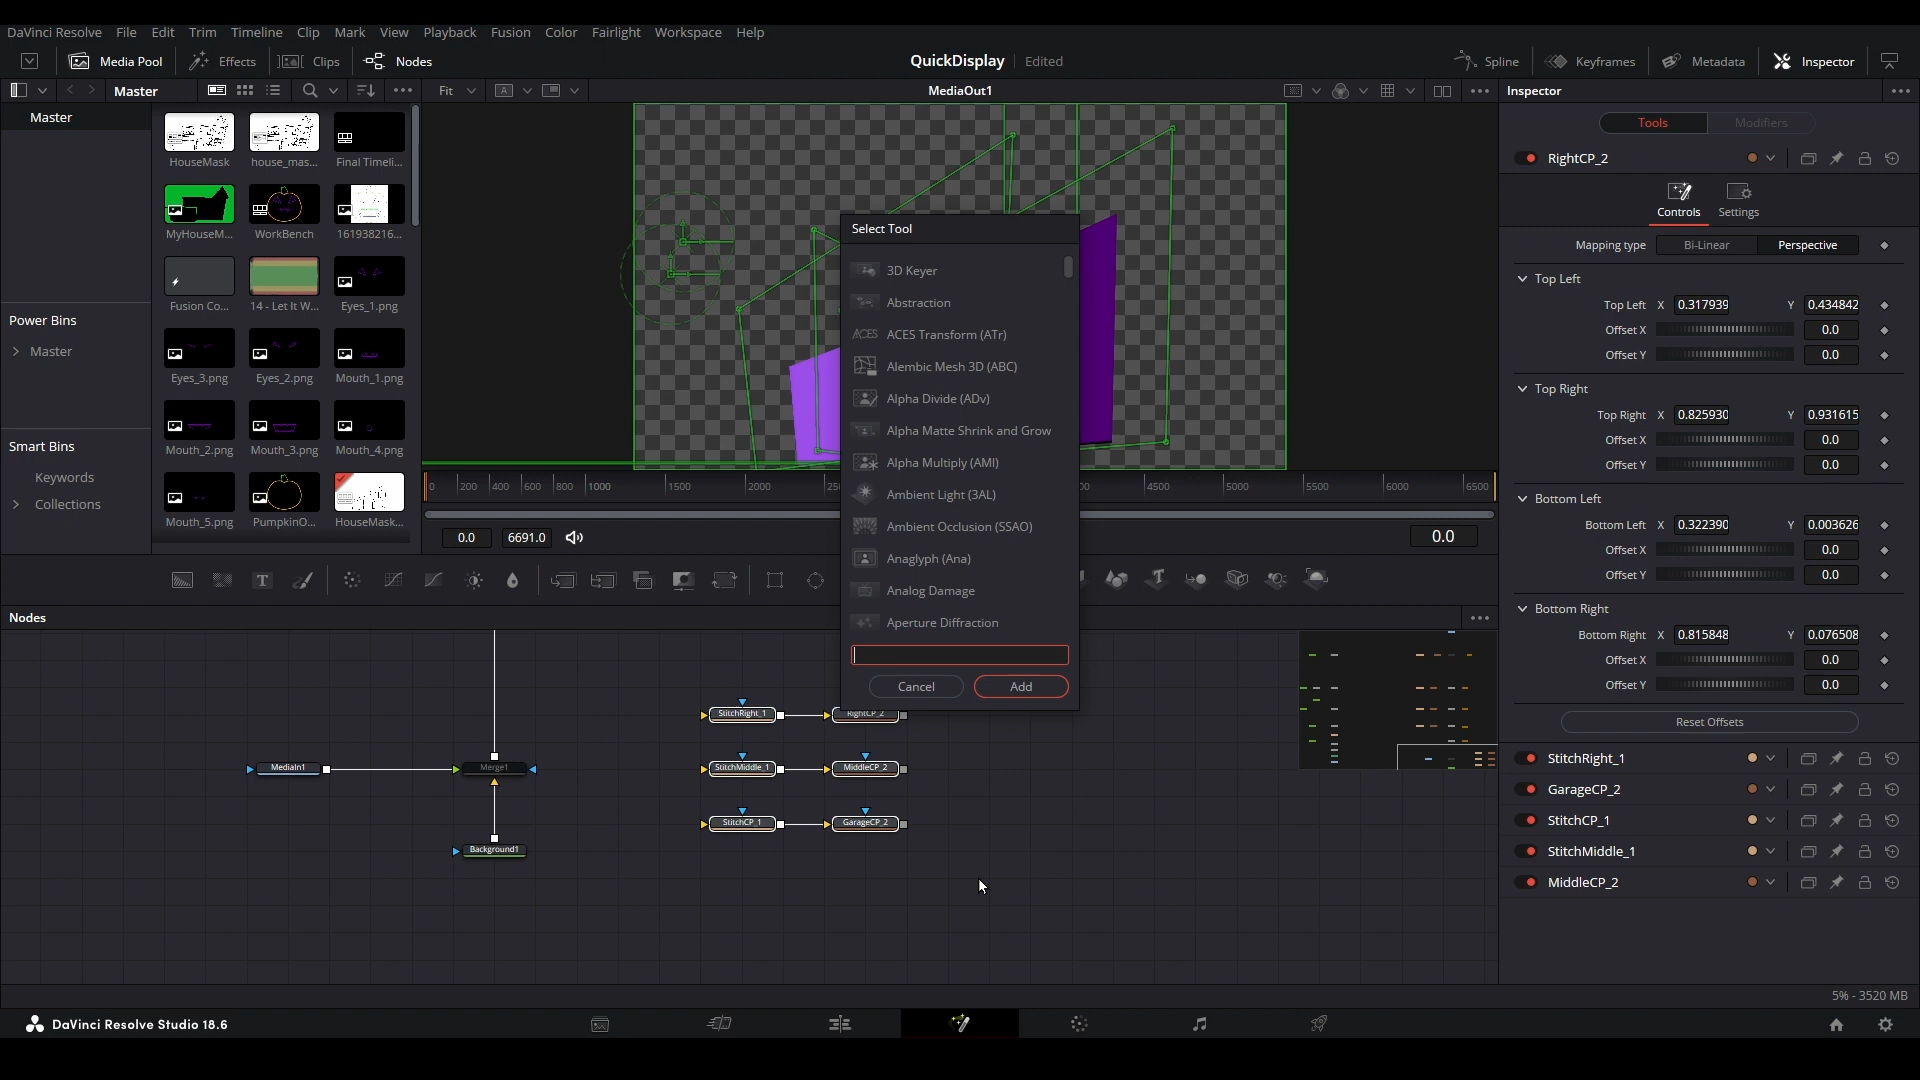 DaVinci Resolve File Edit Trim Timeline Clip Mark View Playback Fusion Color Fairlight Workspace Help
Media Pool Effects Clips Nodes QuickDisplay Edited Spline Keyframes Metadata Inspector
Master Fit MediaOut1 Inspector
Master
HouseMask house_mas... Final Timeli...
MyHouseM... WorkBench 161938216...
Fusion Co... 14 - Let It W... Eyes_1.png
Power Bins
Master
Eyes_3.png Eyes_2.png Mouth_1.png
Smart Bins
Keywords
Collections
Mouth_2.png Mouth_3.png Mouth_4.png
Mouth_5.png PumpkinO... HouseMask...
Select Tool
3D Keyer
Abstraction
ACES ACES Transform (ATr)
Alembic Mesh 3D (ABC)
Alpha Divide (ADv)
Alpha Matte Shrink and Grow
Alpha Multiply (AMl)
Ambient Light (3AL)
Ambient Occlusion (SSAO)
Anaglyph (Ana)
Analog Damage
Aperture Diffraction
Cancel Add
0 200 400 600 800 1000 1500 2000 4500 5000 5500 6000 6500
0.0 6691.0 0.0
Tools Modifiers
RightCP_2
Controls Settings
Mapping type Bi-Linear Perspective
Top Left
Top Left X 0.317939 Y 0.434842
Offset X 0.0
Offset Y 0.0
Top Right
Top Right X 0.825930 Y 0.931615
Offset X 0.0
Offset Y 0.0
Bottom Left
Bottom Left X 0.322390 Y 0.003626
Offset X 0.0
Offset Y 0.0
Bottom Right
Bottom Right X 0.815848 Y 0.076508
Offset X 0.0
Offset Y 0.0
Reset Offsets
StitchRight_1
GarageCP_2
StitchCP_1
StitchMiddle_1
MiddleCP_2
Nodes
StitchRight_1 RightCP_2
MediaIn1 Merge1 StitchMiddle_1 MiddleCP_2
StitchCP_1 GarageCP_2
Background1
5% - 3520 MB
DaVinci Resolve Studio 18.6